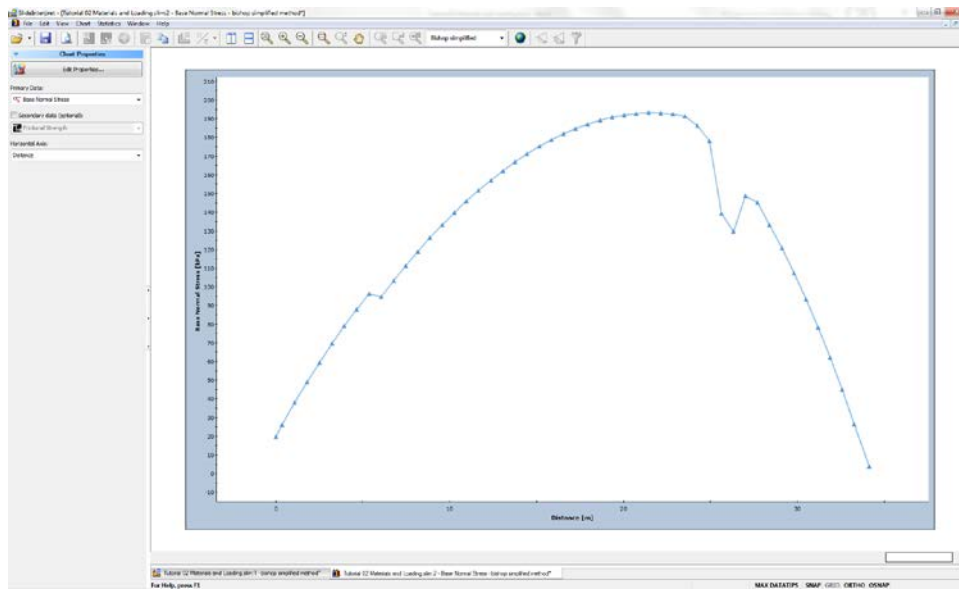 SlideInterpret - [Tutorial 02 Materials and Loading.slim:2 - Base Normal Stress - bishop simplified method*]
File Edit View Chart Statistics Window Help
Bishop simplified
Chart Properties
Edit Properties...
Primary Data:
Base Normal Stress
Secondary data (optional):
Frictional Strength
Horizontal Axis:
Distance
210
200
190
180
170
160
150
140
130
120
110
100
90
80
70
60
50
40
30
20
10
0
-10
Base Normal Stress [kPa]
0 10 20 30
Distance [m]
Tutorial 02 Materials and Loading.slim:1 - bishop simplified method* Tutorial 02 Materials and Loading.slim:2 - Base Normal Stress - bishop simplified method*
For Help, press F1 MAX DATATIPS SNAP GRID ORTHO OSNAP